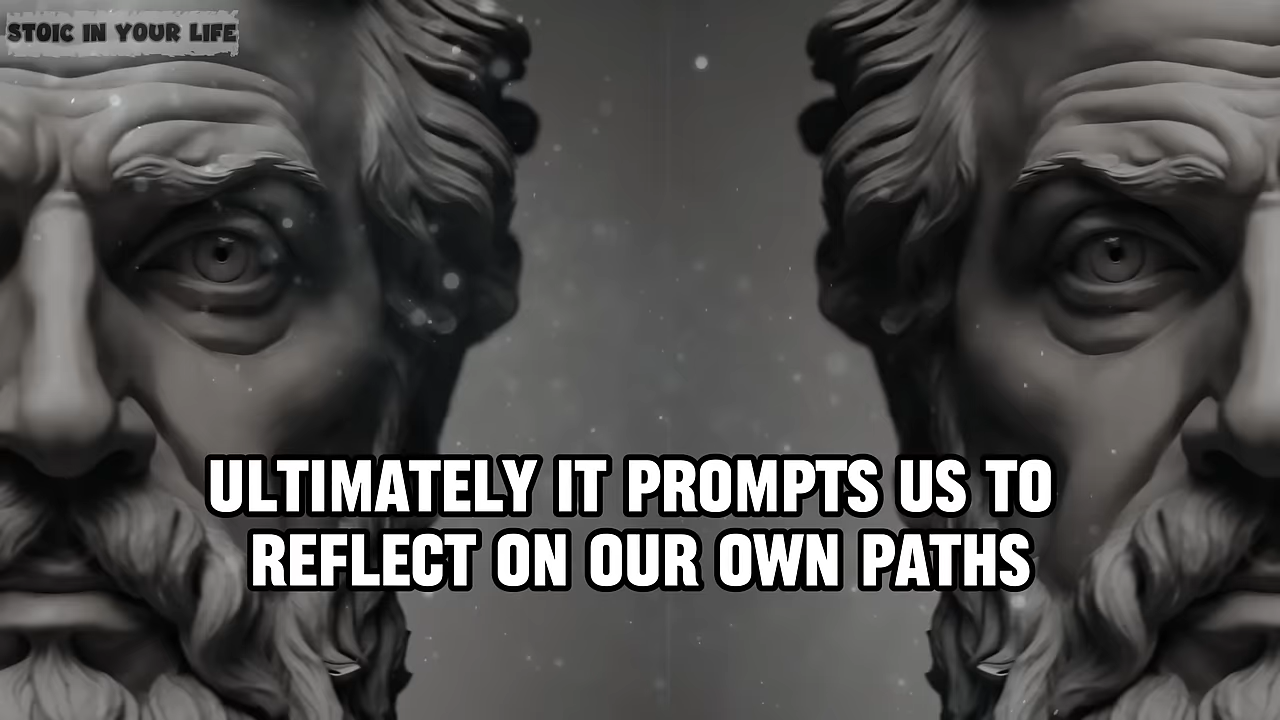 STOIC IN YOUR LIFE
ULTIMATELY IT PROMPTS US TO
REFLECT ON OUR OWN PATHS